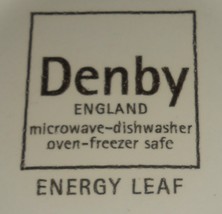 Denby
ENGLAND
microwave-dishwasher
oven-freezer safe
ENERGY LEAF